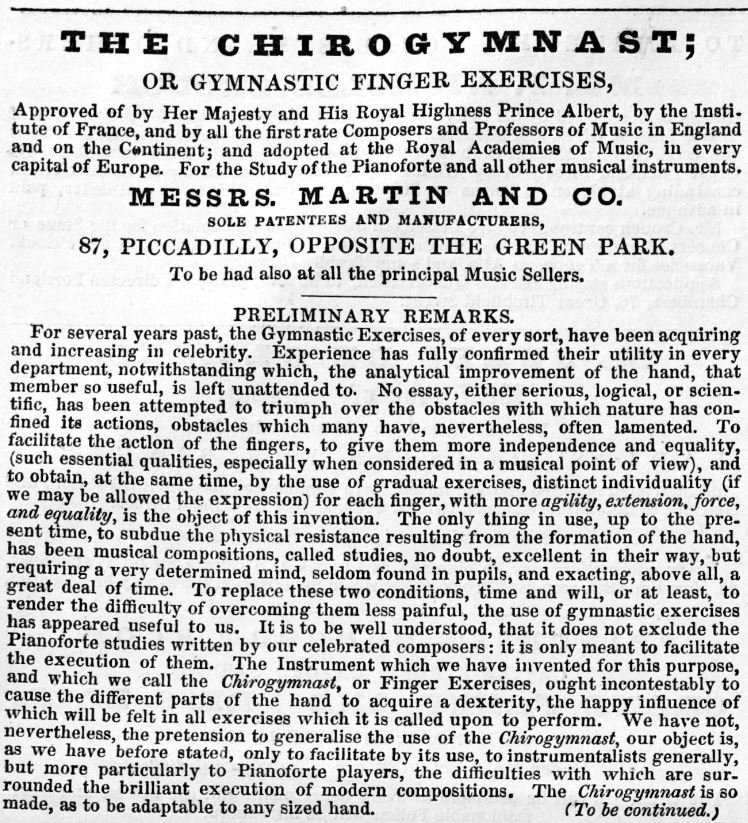 THE CHIROGYMNAST;
OR GYMNASTIC FINGER EXERCISES,
Approved of by Her Majesty and His Royal Highness Prince Albert, by the Insti-
tute of France, and by all the first rate Composers and Professors of Music in England
and on the Continent; and adopted at the Royal Academies of Music, in every
capital of Europe. For the Study of the Pianoforte and all other musical instruments.
MESSRS. MARTIN AND CO.
SOLE PATENTEES AND MANUFACTURERS,
87, PICCADILLY, OPPOSITE THE GREEN PARK.
To be had also at all the principal Music Sellers.
PRELIMINARY REMARKS.
For several years past, the Gymnastic Exercises, of every sort, have been acquiring
and increasing in celebrity. Experience has fully confirmed their utility in every
department, notwithstanding which, the analytical improvement of the hand, that
member so useful, is left unattended to. No essay, either serious, logical, or scien-
tific, has been attempted to triumph over the obstacles with which nature has con-
fined its actions, obstacles which many have, nevertheless, often lamented. To
facilitate the action of the fingers, to give them more independence and equality,
(such essential qualities, especially when considered in a musical point of view), and
to obtain, at the same time, by the use of gradual exercises, distinct individuality (if
we may be allowed the expression) for each finger, with more agility, extension, force,
and equality, is the object of this invention. The only thing in use, up to the pre-
sent time, to subdue the physical resistance resulting from the formation of the hand,
has been musical compositions, called studies, no doubt, excellent in their way, but
requiring a very determined mind, seldom found in pupils, and exacting, above all, a
great deal of time. To replace these two conditions, time and will, or at least, to
render the difficulty of overcoming them less painful, the use of gymnastic exercises
has appeared useful to us. It is to be well understood, that it does not exclude the
Pianoforte studies written by our celebrated composers: it is only meant to facilitate
the execution of them. The Instrument which we have invented for this purpose,
and which we call the Chirogymnast, or Finger Exercises, ought incontestably to
cause the different parts of the hand to acquire a dexterity, the happy influence of
which will be felt in all exercises which it is called upon to perform. We have not,
nevertheless, the pretension to generalise the use of the Chirogymnast, our object is,
as we have before stated, only to facilitate by its use, to instrumentalists generally,
but more particularly to Pianoforte players, the difficulties with which are sur-
rounded the brilliant execution of modern compositions. The Chirogymnast is so
made, as to be adaptable to any sized hand. (To be continued.)